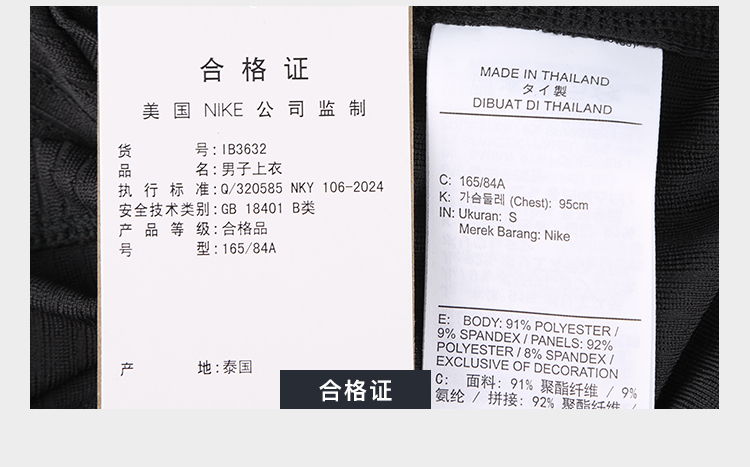 合格证
美国 NIKE 公司监制
货号:IB3632
品名:男子上衣
执行标准:Q/320585 NKY 106-2024
安全技术类别:GB 18401 B类
产品等级:合格品
号型:165/84A
产地:泰国
MADE IN THAILAND
タイ製
DIBUAT DI THAILAND
C: 165/84A
K: 가슴둘레 (Chest): 95cm
IN: Ukuran: S
Merek Barang: Nike
E: BODY: 91% POLYESTER /
9% SPANDEX / PANELS: 92%
POLYESTER / 8% SPANDEX /
EXCLUSIVE OF DECORATION
C: 面料: 91% 聚酯纤维 / 9%
氨纶 / 拼接: 92% 聚酯纤维 /
合格证